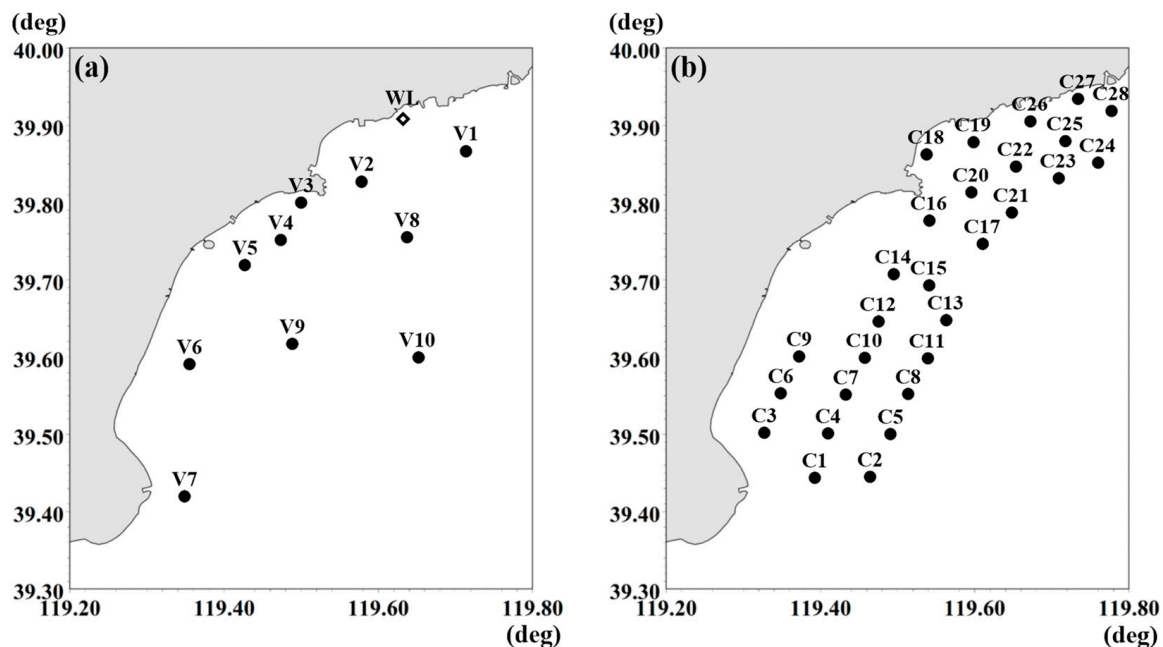 (deg)
(a)
40.00
39.90
39.80
39.70
39.60
39.50
39.40
39.30
WL
V1
V2
V3
V4
V8
V5
V9
V10
V6
V7
119.20 119.40 119.60 119.80
(deg)
(deg)
(b)
40.00
39.90
39.80
39.70
39.60
39.50
39.40
39.30
C27
C28
C26
C25
C19
C18
C22
C24
C23
C20
C21
C16
C17
C14
C15
C12
C13
C9
C10
C11
C6
C7
C8
C3
C4
C5
C1
C2
119.20 119.40 119.60 119.80
(deg)